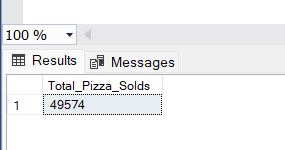 100 %
Results Messages
Total_Pizza_Solds
1 49574